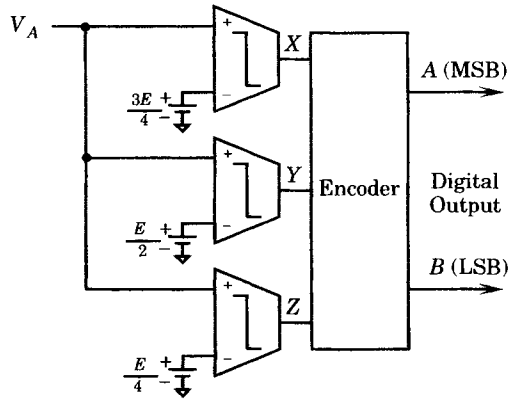 V_A
+
−
X
3E/4
+
−
A (MSB)
+
−
Y
E/2
+
−
Encoder
Digital
Output
+
−
Z
B (LSB)
E/4
+
−